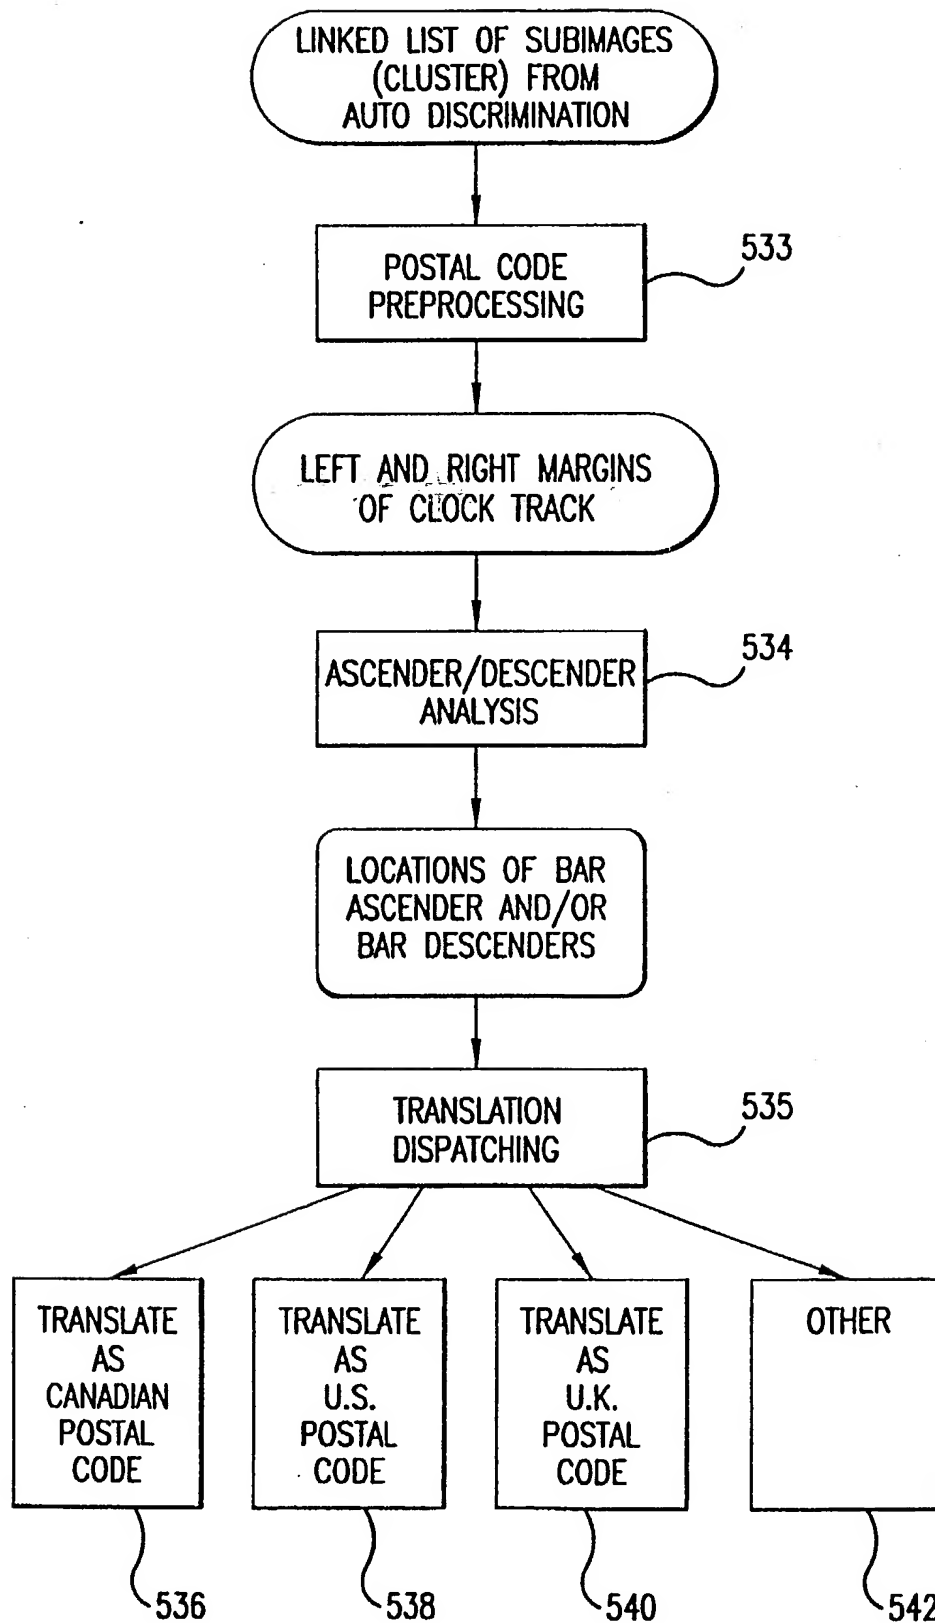 LINKED LIST OF SUBIMAGES
(CLUSTER) FROM
AUTO DISCRIMINATION
POSTAL CODE
PREPROCESSING
533
LEFT AND RIGHT MARGINS
OF CLOCK TRACK
ASCENDER/DESCENDER
ANALYSIS
534
LOCATIONS OF BAR
ASCENDER AND/OR
BAR DESCENDERS
TRANSLATION
DISPATCHING
535
TRANSLATE
AS
CANADIAN
POSTAL
CODE
536
TRANSLATE
AS
U.S.
POSTAL
CODE
538
TRANSLATE
AS
U.K.
POSTAL
CODE
540
OTHER
542